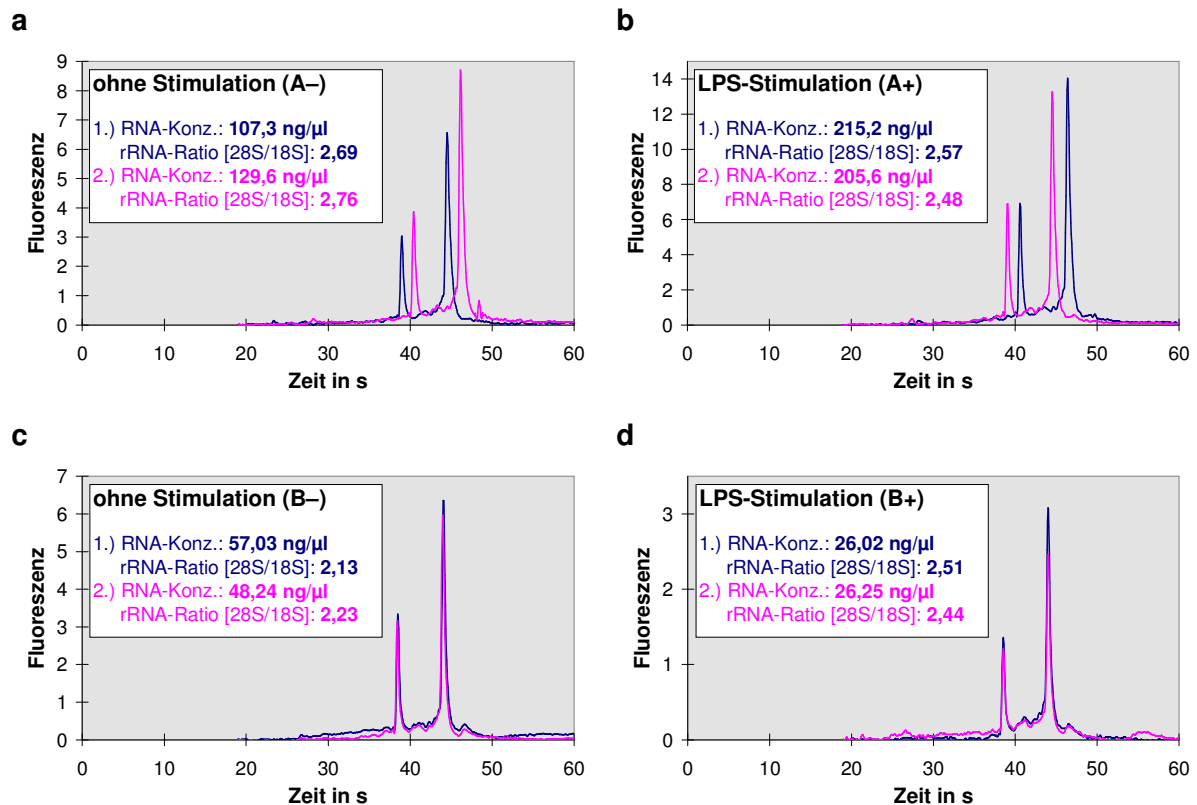 a
ohne Stimulation (A–)
1.) RNA-Konz.: 107,3 ng/µl
rRNA-Ratio [28S/18S]: 2,69
2.) RNA-Konz.: 129,6 ng/µl
rRNA-Ratio [28S/18S]: 2,76
Fluoreszenz
9
8
7
6
5
4
3
2
1
0
0 10 20 30 40 50 60
Zeit in s
b
LPS-Stimulation (A+)
1.) RNA-Konz.: 215,2 ng/µl
rRNA-Ratio [28S/18S]: 2,57
2.) RNA-Konz.: 205,6 ng/µl
rRNA-Ratio [28S/18S]: 2,48
Fluoreszenz
14
12
10
8
6
4
2
0
0 10 20 30 40 50 60
Zeit in s
c
ohne Stimulation (B–)
1.) RNA-Konz.: 57,03 ng/µl
rRNA-Ratio [28S/18S]: 2,13
2.) RNA-Konz.: 48,24 ng/µl
rRNA-Ratio [28S/18S]: 2,23
Fluoreszenz
7
6
5
4
3
2
1
0
0 10 20 30 40 50 60
Zeit in s
d
LPS-Stimulation (B+)
1.) RNA-Konz.: 26,02 ng/µl
rRNA-Ratio [28S/18S]: 2,51
2.) RNA-Konz.: 26,25 ng/µl
rRNA-Ratio [28S/18S]: 2,44
Fluoreszenz
3
2
1
0
0 10 20 30 40 50 60
Zeit in s